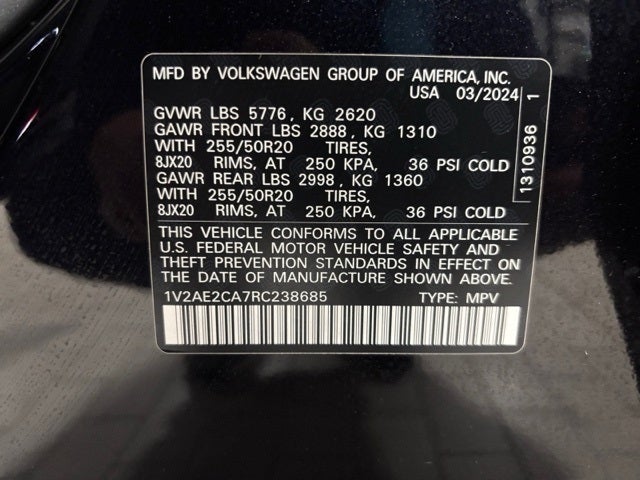 MFD BY VOLKSWAGEN GROUP OF AMERICA, INC.
USA 03/2024
GVWR LBS 5776, KG 2620
GAWR FRONT LBS 2888, KG 1310
WITH 255/50R20 TIRES,
8JX20 RIMS, AT 250 KPA, 36 PSI COLD
GAWR REAR LBS 2998, KG 1360
WITH 255/50R20 TIRES,
8JX20 RIMS, AT 250 KPA, 36 PSI COLD
THIS VEHICLE CONFORMS TO ALL APPLICABLE
U.S. FEDERAL MOTOR VEHICLE SAFETY AND
THEFT PREVENTION STANDARDS IN EFFECT ON
THE DATE OF MANUFACTURE SHOWN ABOVE.
1V2AE2CA7RC238685 TYPE: MPV
1310936 1